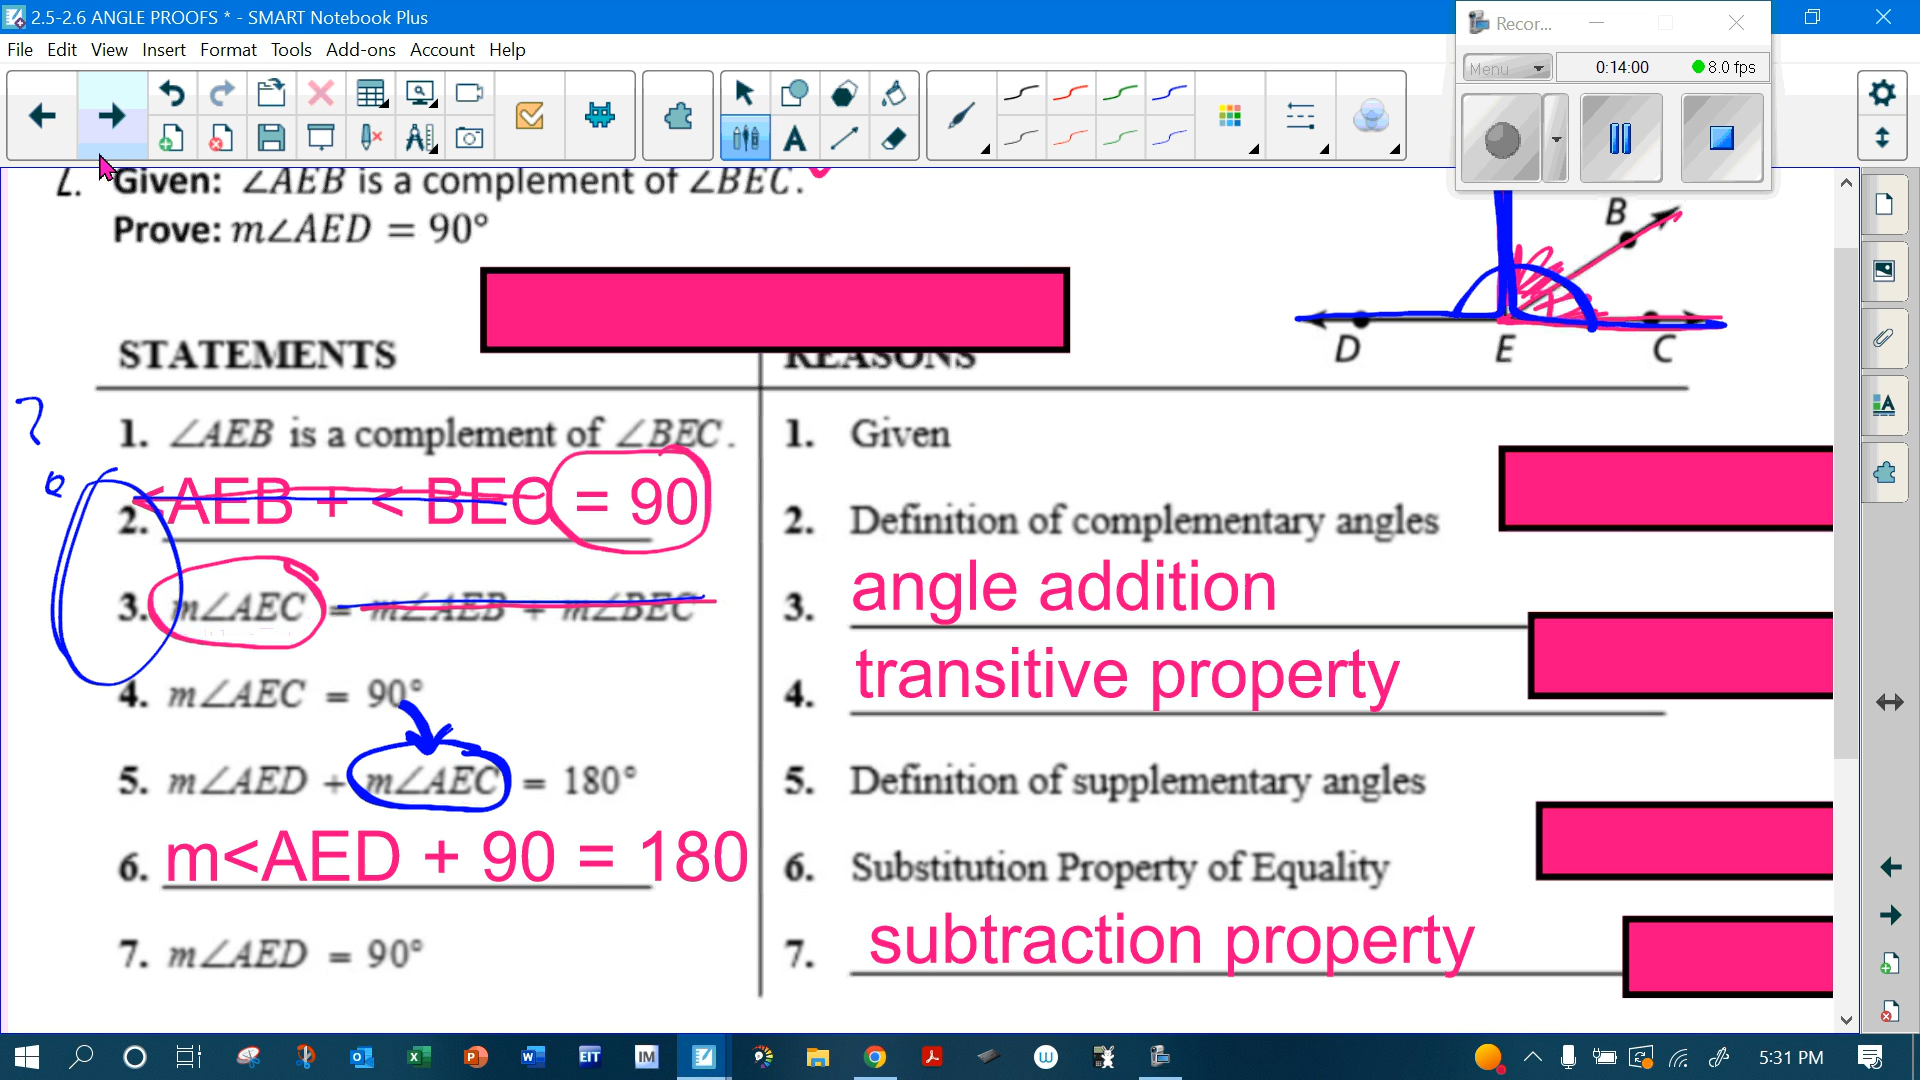 2.5-2.6 ANGLE PROOFS * - SMART Notebook Plus
Recor...
File Edit View Insert Format Tools Add-ons Account Help
Menu 0:14:00 8.0 fps
Given: ∠AEB is a complement of ∠BEC.
Prove: m∠AED = 90°
B
D E C
STATEMENTS REASONS
1. ∠AEB is a complement of ∠BEC. 1. Given
2. <AEB + < BEC = 90 2. Definition of complementary angles
3. m∠AEC = m∠AEB + m∠BEC 3. angle addition
4. m∠AEC = 90° 4. transitive property
5. m∠AED + m∠AEC = 180° 5. Definition of supplementary angles
6. m<AED + 90 = 180 6. Substitution Property of Equality
7. m∠AED = 90° 7. subtraction property
5:31 PM